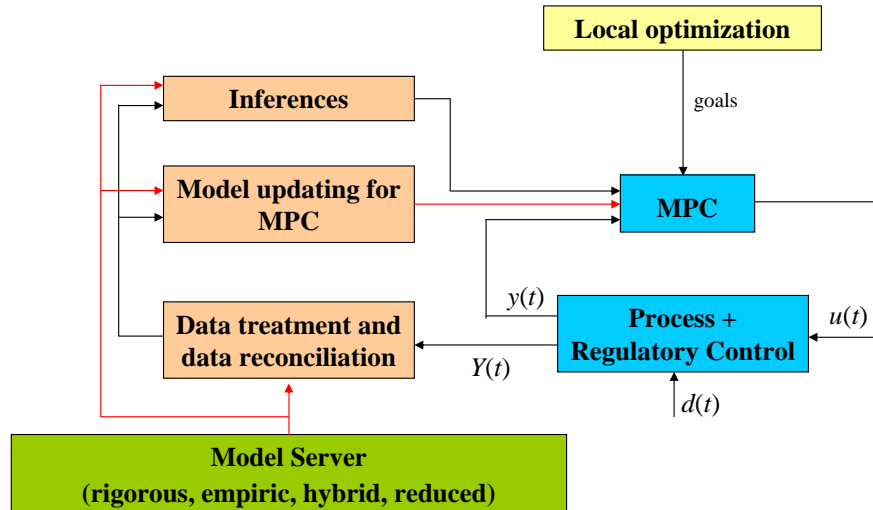 Local optimization
Inferences
goals
Model updating for
MPC
MPC
y(t)
Data treatment and
data reconciliation
Process +
Regulatory Control
u(t)
Y(t)
d(t)
Model Server
(rigorous, empiric, hybrid, reduced)